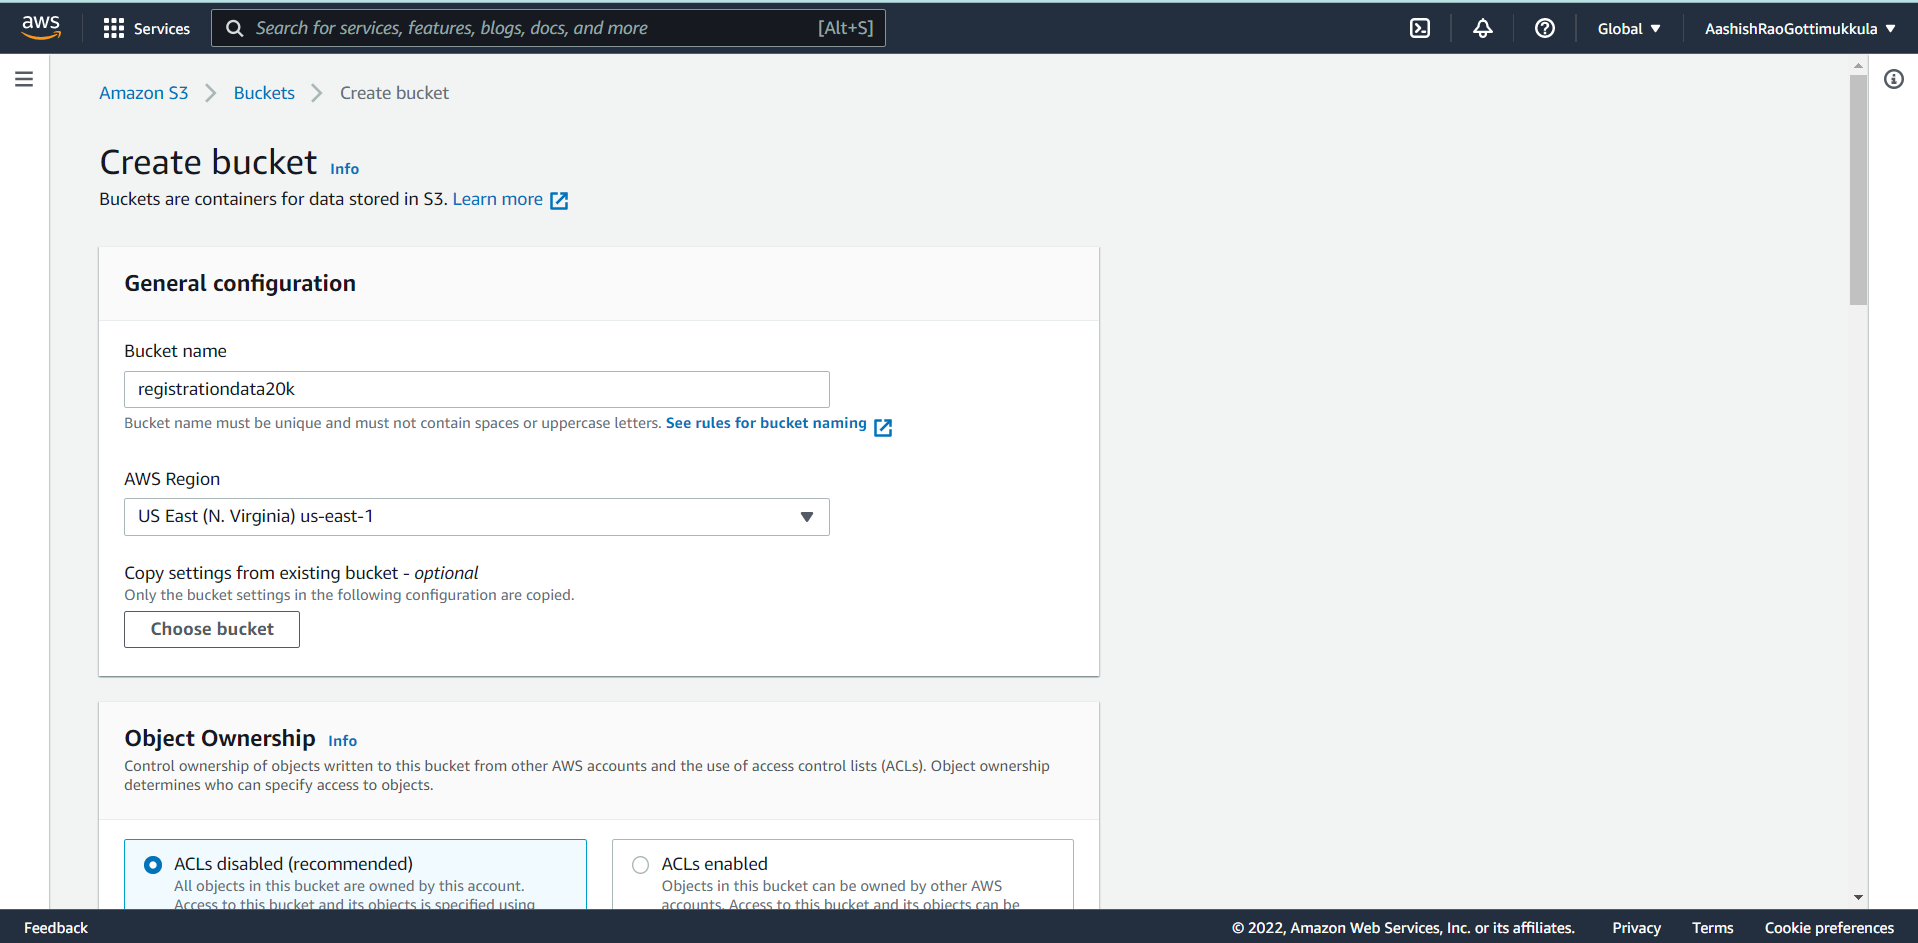 aws Services Search for services, features, blogs, docs, and more [Alt+S] Global AashishRaoGottimukkula
Amazon S3 Buckets Create bucket
Create bucket Info
Buckets are containers for data stored in S3. Learn more
General configuration
Bucket name
registrationdata20k
Bucket name must be unique and must not contain spaces or uppercase letters. See rules for bucket naming
AWS Region
US East (N. Virginia) us-east-1
Copy settings from existing bucket - optional
Only the bucket settings in the following configuration are copied.
Choose bucket
Object Ownership Info
Control ownership of objects written to this bucket from other AWS accounts and the use of access control lists (ACLs). Object ownership
determines who can specify access to objects.
ACLs disabled (recommended)
All objects in this bucket are owned by this account.
Access to this bucket and its objects is specified using
ACLs enabled
Objects in this bucket can be owned by other AWS
accounts. Access to this bucket and its objects can be
Feedback © 2022, Amazon Web Services, Inc. or its affiliates. Privacy Terms Cookie preferences